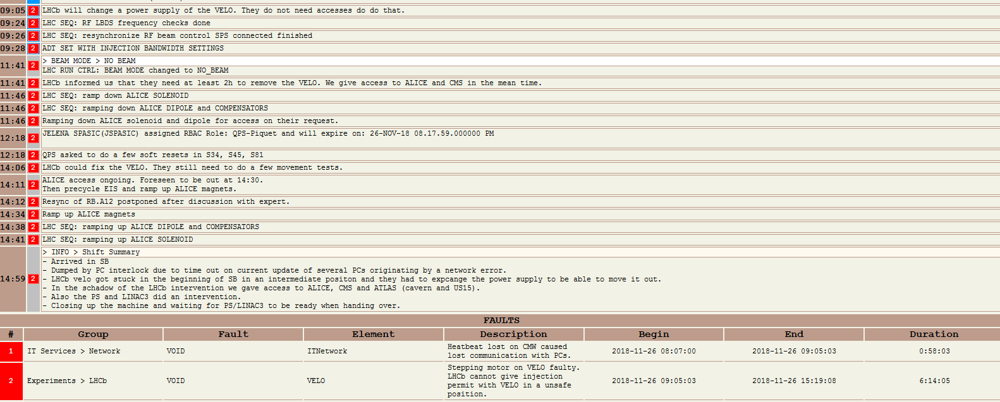 09:05 2 LHCb will change a power supply of the VELO. They do not need accesses do do that.
09:24 2 LHC SEQ: RF LBDS frequency checks done
09:26 2 LHC SEQ: resynchronize RF beam control SPS connected finished
09:28 2 ADT SET WITH INJECTION BANDWIDTH SETTINGS
11:41 2 > BEAM MODE > NO BEAM
LHC RUN CTRL: BEAM MODE changed to NO_BEAM
11:41 2 LHCb informed us that they need at least 2h to remove the VELO. We give access to ALICE and CMS in the mean time.
11:46 2 LHC SEQ: ramp down ALICE SOLENOID
11:46 2 LHC SEQ: ramping down ALICE DIPOLE and COMPENSATORS
11:46 2 Ramping down ALICE solenoid and dipole for access on their request.
12:18 2 JELENA SPASIC(JSPASIC) assigned RBAC Role: QPS-Piquet and will expire on: 26-NOV-18 08.17.59.000000 PM
12:18 2 QPS asked to do a few soft resets in S34, S45, S81
14:06 2 LHCb could fix the VELO. They still need to do a few movement tests.
14:11 2 ALICE access ongoing. Foreseen to be out at 14:30.
Then precycle EIS and ramp up ALICE magnets.
14:12 2 Resync of RB.A12 postponed after discussion with expert.
14:34 2 Ramp up ALICE magnets
14:38 2 LHC SEQ: ramping up ALICE DIPOLE and COMPENSATORS
14:41 2 LHC SEQ: ramping up ALICE SOLENOID
14:59 2 > INFO > Shift Summary
- Arrived in SB
- Dumped by PC interlock due to time out on current update of several PCs originating by a network error.
- LHCb velo got stuck in the beginning of SB in an intermediate positon and they had to expcange the power supply to be able to move it out.
- In the schadow of the LHCb intervention we gave access to ALICE, CMS and ATLAS (cavern and US15).
- Also the PS and LINAC3 did an intervention.
- Closing up the machine and waiting for PS/LINAC3 to be ready when handing over.
FAULTS
# Group Fault Element Description Begin End Duration
1 IT Services > Network VOID ITNetwork Heatbeat lost on CMW caused 2018-11-26 08:07:00 2018-11-26 09:05:03 0:58:03
lost communication with PCs.
2 Experiments > LHCb VOID VELO Stepping motor on VELO faulty. 2018-11-26 09:05:03 2018-11-26 15:19:08 6:14:05
LHCb cannot give injection
permit with VELO in a unsafe
position.